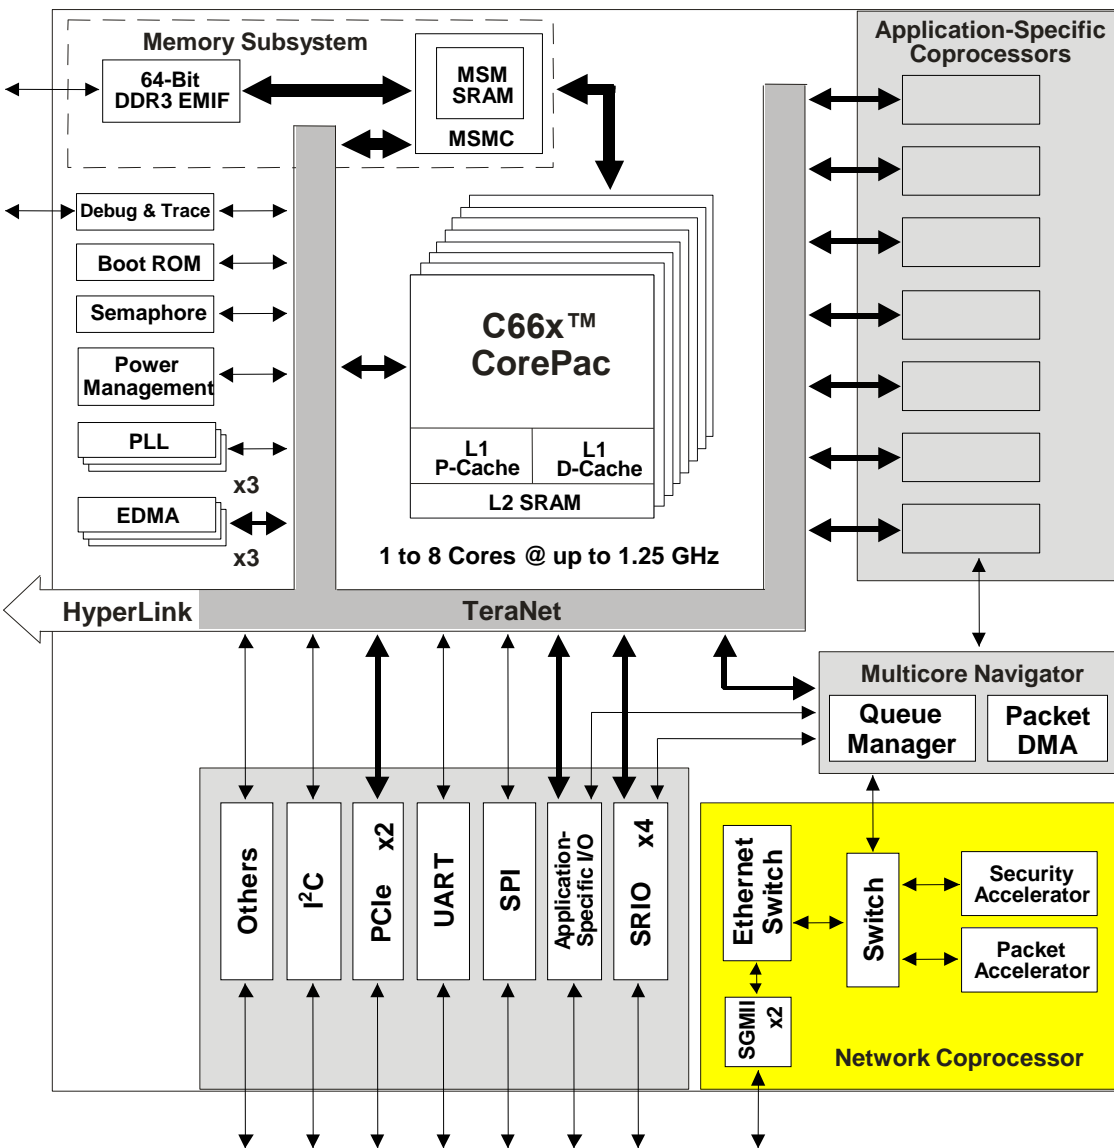 Memory Subsystem
64-Bit
DDR3 EMIF
MSM
SRAM
MSMC
Application-Specific
Coprocessors
Debug & Trace
Boot ROM
Semaphore
Power
Management
PLL
x3
EDMA
x3
C66x™
CorePac
L1
P-Cache
L1
D-Cache
L2 SRAM
1 to 8 Cores @ up to 1.25 GHz
HyperLink
TeraNet
Multicore Navigator
Queue
Manager
Packet
DMA
Others
I²C
PCIe x2
UART
SPI
Application-
Specific I/O
SRIO x4
Ethernet
Switch
Switch
Security
Accelerator
Packet
Accelerator
SGMII
x2
Network Coprocessor